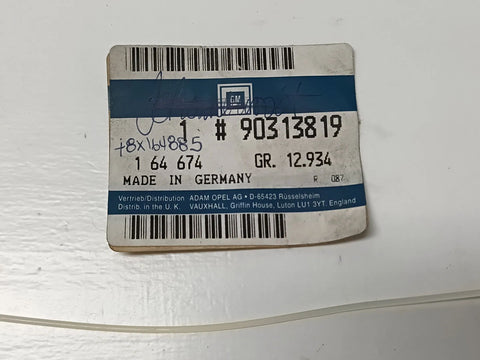 GM
1 # 90313819
+8x164885
1 64 674 GR. 12.934
MADE IN GERMANY R 087
Vertrieb/Distribution ADAM OPEL AG • D-65423 Rüsselsheim
Distrib. in the U. K. VAUXHALL, Griffin House, Luton LU1 3YT, England